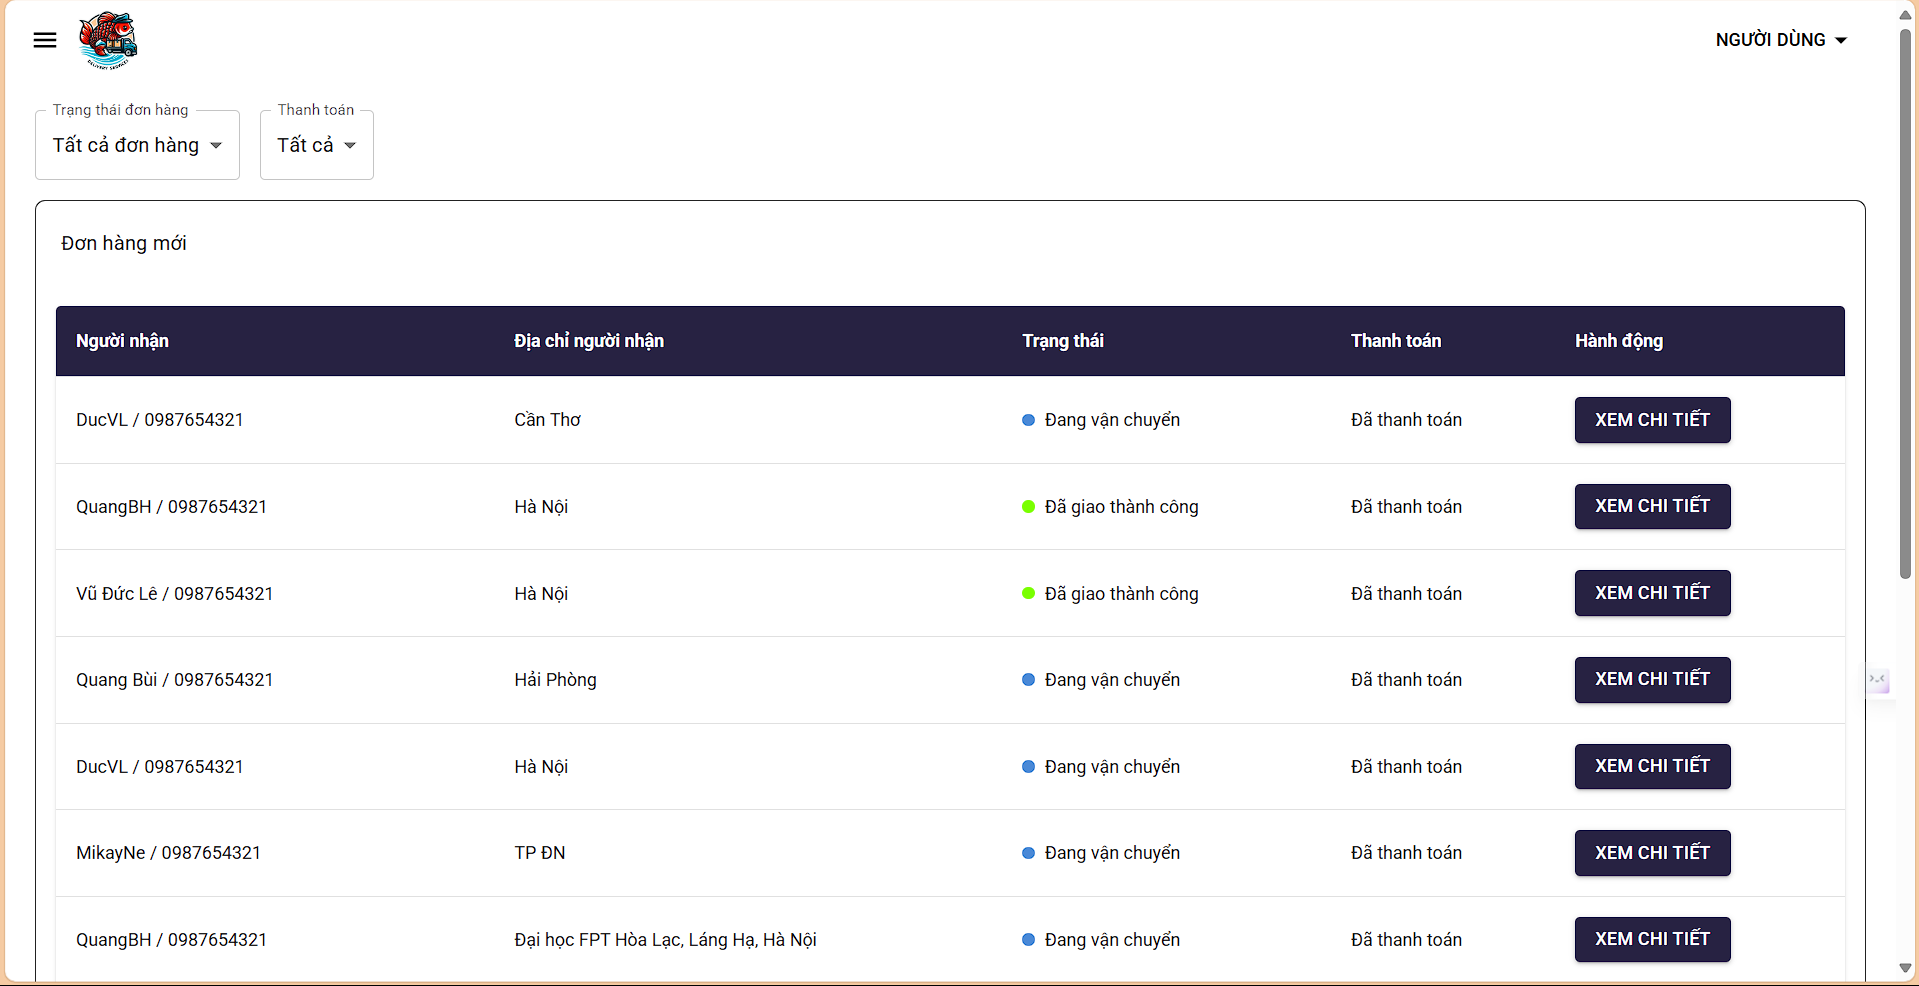 DELIVERY SERVICES
NGƯỜI DÙNG
Trạng thái đơn hàng
Tất cả đơn hàng
Thanh toán
Tất cả
Đơn hàng mới
Người nhận Địa chỉ người nhận Trạng thái Thanh toán Hành động
DucVL / 0987654321 Cần Thơ Đang vận chuyển Đã thanh toán XEM CHI TIẾT
QuangBH / 0987654321 Hà Nội Đã giao thành công Đã thanh toán XEM CHI TIẾT
Vũ Đức Lê / 0987654321 Hà Nội Đã giao thành công Đã thanh toán XEM CHI TIẾT
Quang Bùi / 0987654321 Hải Phòng Đang vận chuyển Đã thanh toán XEM CHI TIẾT
DucVL / 0987654321 Hà Nội Đang vận chuyển Đã thanh toán XEM CHI TIẾT
MikayNe / 0987654321 TP ĐN Đang vận chuyển Đã thanh toán XEM CHI TIẾT
QuangBH / 0987654321 Đại học FPT Hòa Lạc, Láng Hạ, Hà Nội Đang vận chuyển Đã thanh toán XEM CHI TIẾT